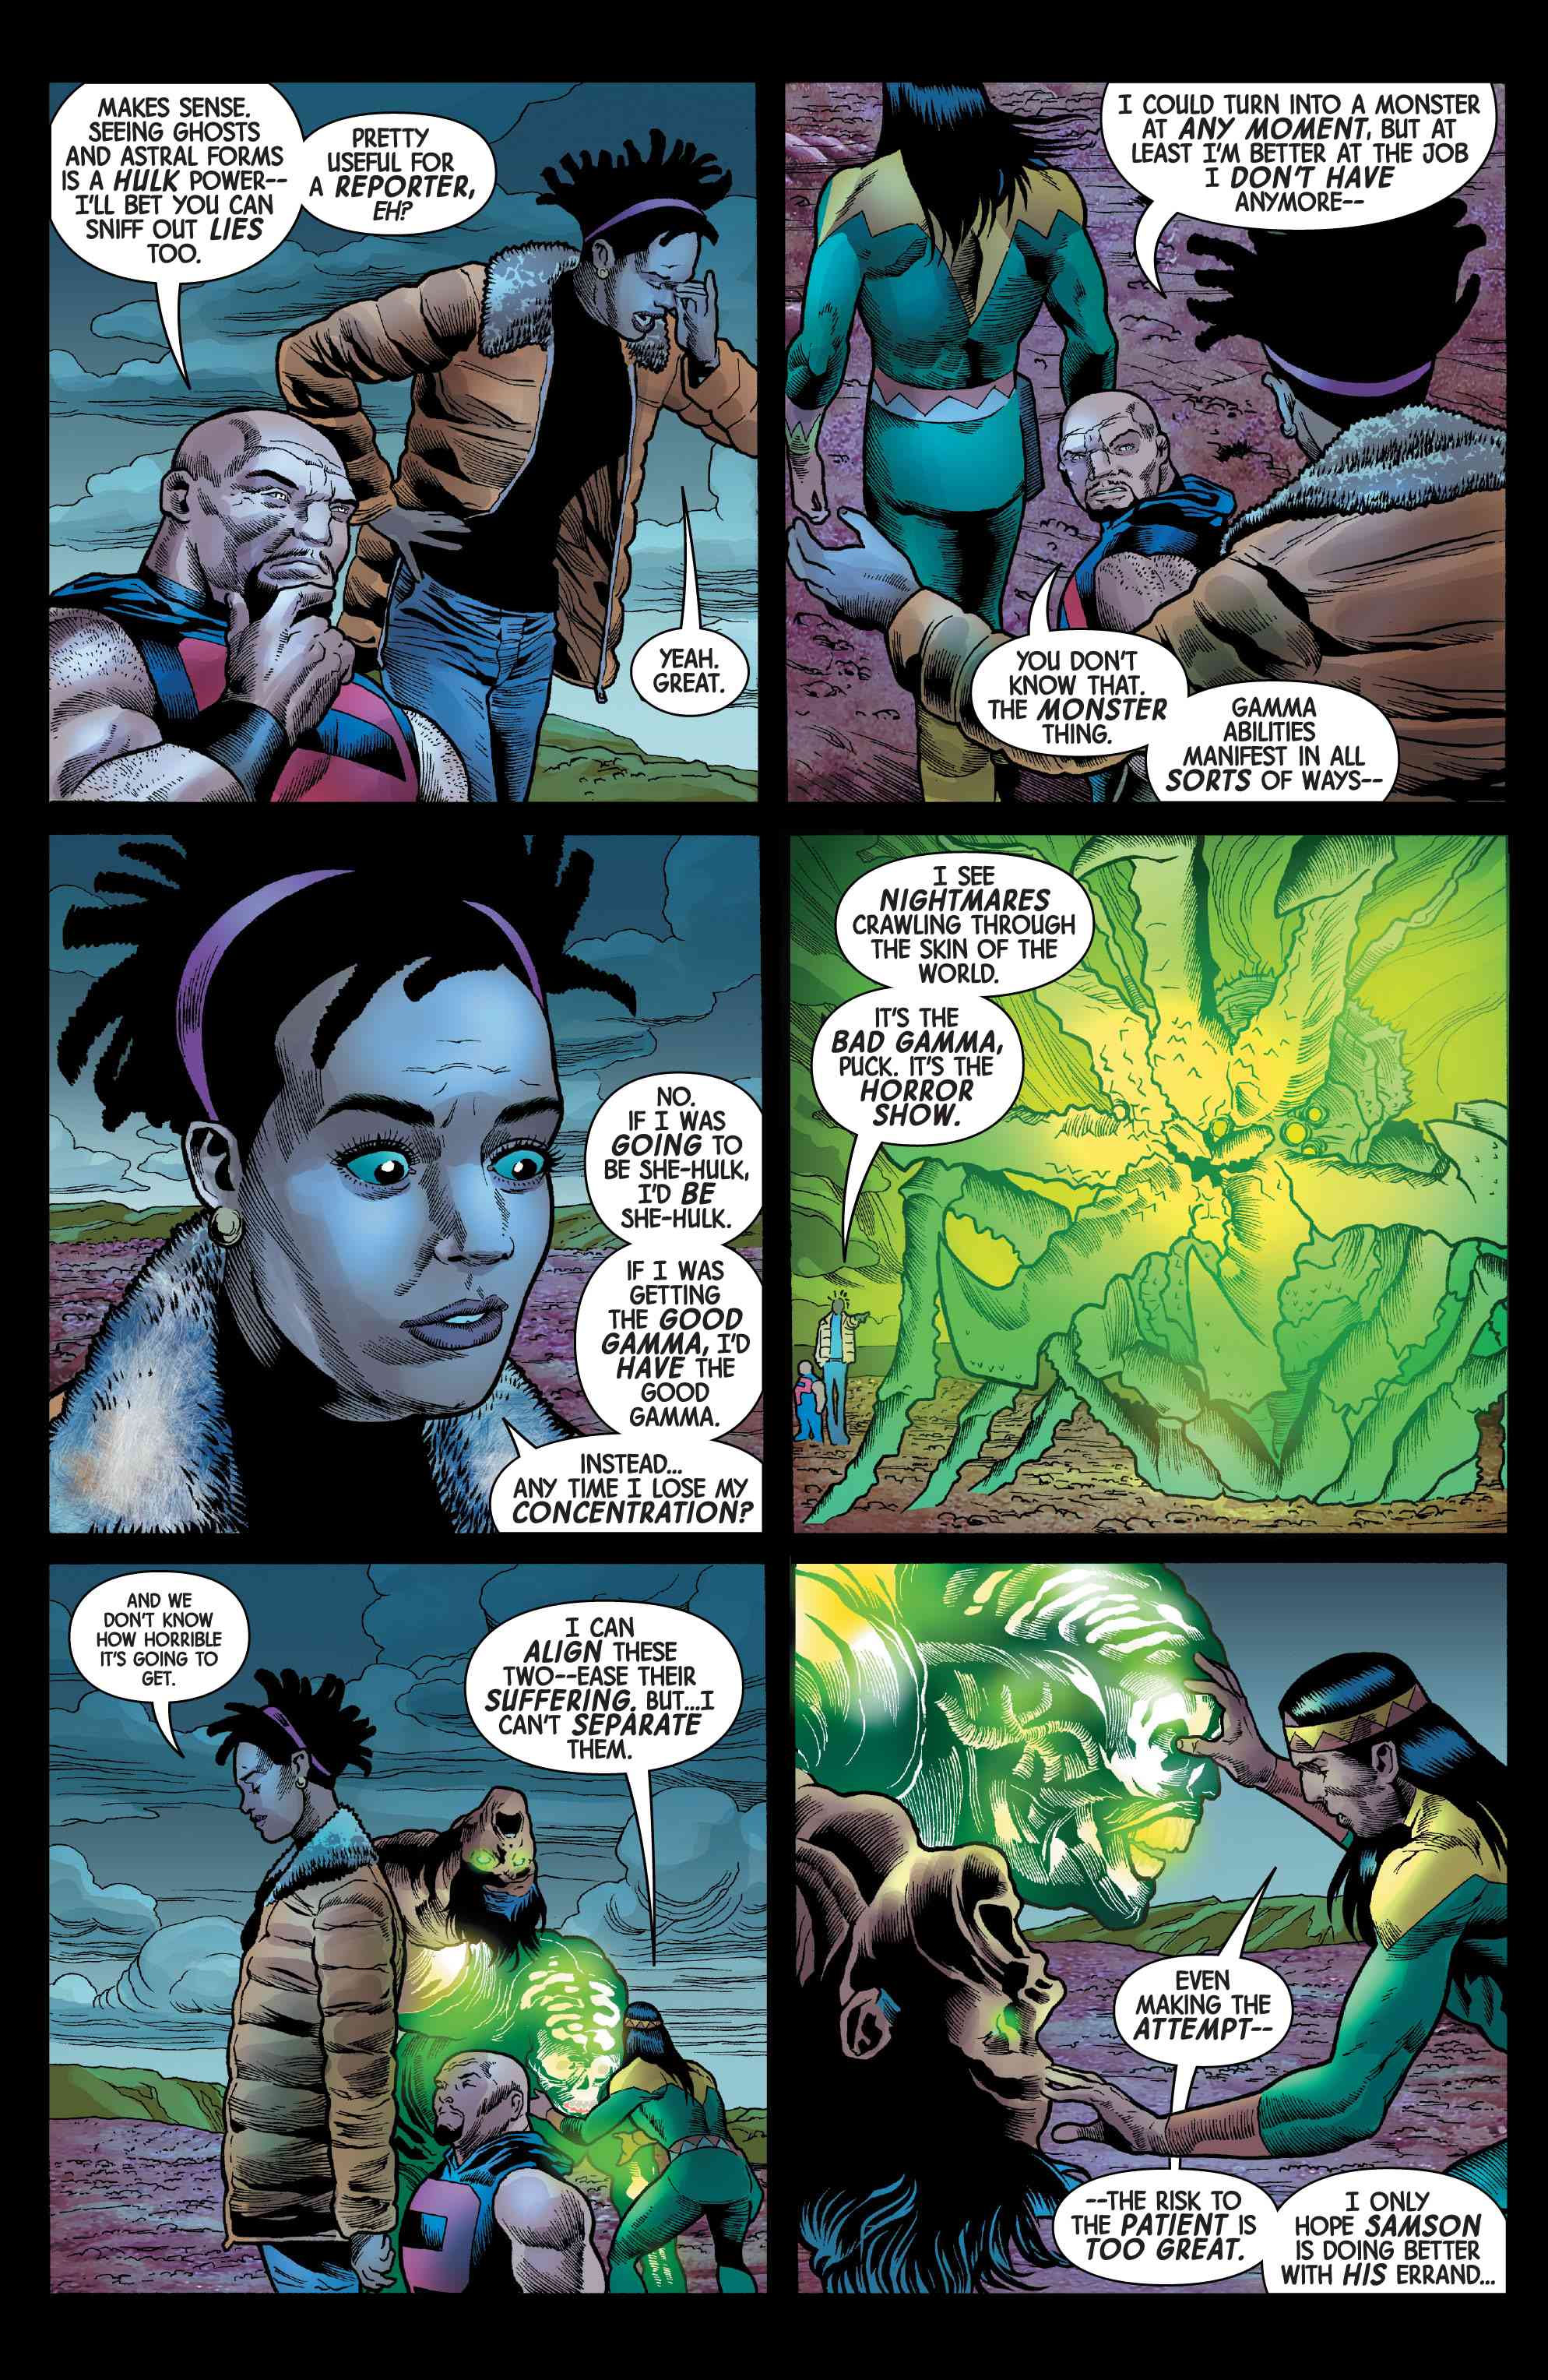 MAKES SENSE.
SEEING GHOSTS
AND ASTRAL FORMS
IS A HULK POWER--
I'LL BET YOU CAN
SNIFF OUT LIES
TOO.
PRETTY
USEFUL FOR
A REPORTER,
EH?
YEAH.
GREAT.
I COULD TURN INTO A MONSTER
AT ANY MOMENT, BUT AT
LEAST I'M BETTER AT THE JOB
I DON'T HAVE
ANYMORE--
YOU DON'T
KNOW THAT.
THE MONSTER
THING.
GAMMA
ABILITIES
MANIFEST IN ALL
SORTS OF WAYS--
NO.
IF I WAS
GOING TO
BE SHE-HULK,
I'D BE
SHE-HULK.
IF I WAS
GETTING
THE GOOD
GAMMA, I'D
HAVE THE
GOOD
GAMMA.
INSTEAD...
ANY TIME I LOSE MY
CONCENTRATION?
I SEE
NIGHTMARES
CRAWLING THROUGH
THE SKIN OF THE
WORLD.
IT'S THE
BAD GAMMA,
PUCK. IT'S THE
HORROR
SHOW.
AND WE
DON'T KNOW
HOW HORRIBLE
IT'S GOING TO
GET.
I CAN
ALIGN THESE
TWO--EASE THEIR
SUFFERING. BUT...I
CAN'T SEPARATE
THEM.
EVEN
MAKING THE
ATTEMPT--
--THE RISK TO
THE PATIENT IS
TOO GREAT.
I ONLY
HOPE SAMSON
IS DOING BETTER
WITH HIS ERRAND...